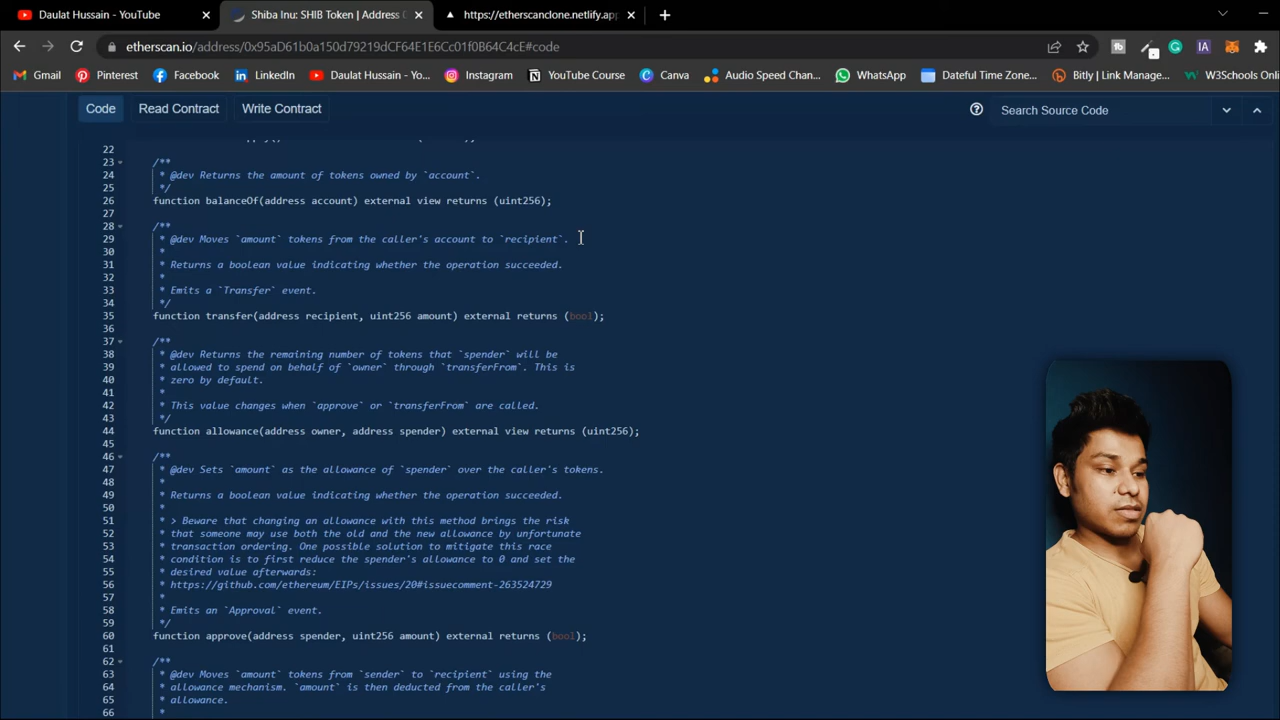 Daulat Hussain - YouTube
Shiba Inu: SHIB Token | Address
https://etherscanclone.netlify.ap
etherscan.io/address/0x95aD61b0a150d79219dCF64E1E6Cc01f0B64C4cE#code
Gmail
Pinterest
Facebook
LinkedIn
Daulat Hussain - Yo...
Instagram
YouTube Course
Canva
Audio Speed Chan...
WhatsApp
Dateful Time Zone...
Bitly | Link Manage...
W3Schools Onli
Code
Read Contract
Write Contract
Search Source Code
22
23 /**
24 * @dev Returns the amount of tokens owned by `account`.
25 */
26 function balanceOf(address account) external view returns (uint256);
27
28 /**
29 * @dev Moves `amount` tokens from the caller's account to `recipient`.
30 *
31 * Returns a boolean value indicating whether the operation succeeded.
32 *
33 * Emits a `Transfer` event.
34 */
35 function transfer(address recipient, uint256 amount) external returns (bool);
36
37 /**
38 * @dev Returns the remaining number of tokens that `spender` will be
39 * allowed to spend on behalf of `owner` through `transferFrom`. This is
40 * zero by default.
41 *
42 * This value changes when `approve` or `transferFrom` are called.
43 */
44 function allowance(address owner, address spender) external view returns (uint256);
45
46 /**
47 * @dev Sets `amount` as the allowance of `spender` over the caller's tokens.
48 *
49 * Returns a boolean value indicating whether the operation succeeded.
50 *
51 * > Beware that changing an allowance with this method brings the risk
52 * that someone may use both the old and the new allowance by unfortunate
53 * transaction ordering. One possible solution to mitigate this race
54 * condition is to first reduce the spender's allowance to 0 and set the
55 * desired value afterwards:
56 * https://github.com/ethereum/EIPs/issues/20#issuecomment-263524729
57 *
58 * Emits an `Approval` event.
59 */
60 function approve(address spender, uint256 amount) external returns (bool);
61
62 /**
63 * @dev Moves `amount` tokens from `sender` to `recipient` using the
64 * allowance mechanism. `amount` is then deducted from the caller's
65 * allowance.
66 *